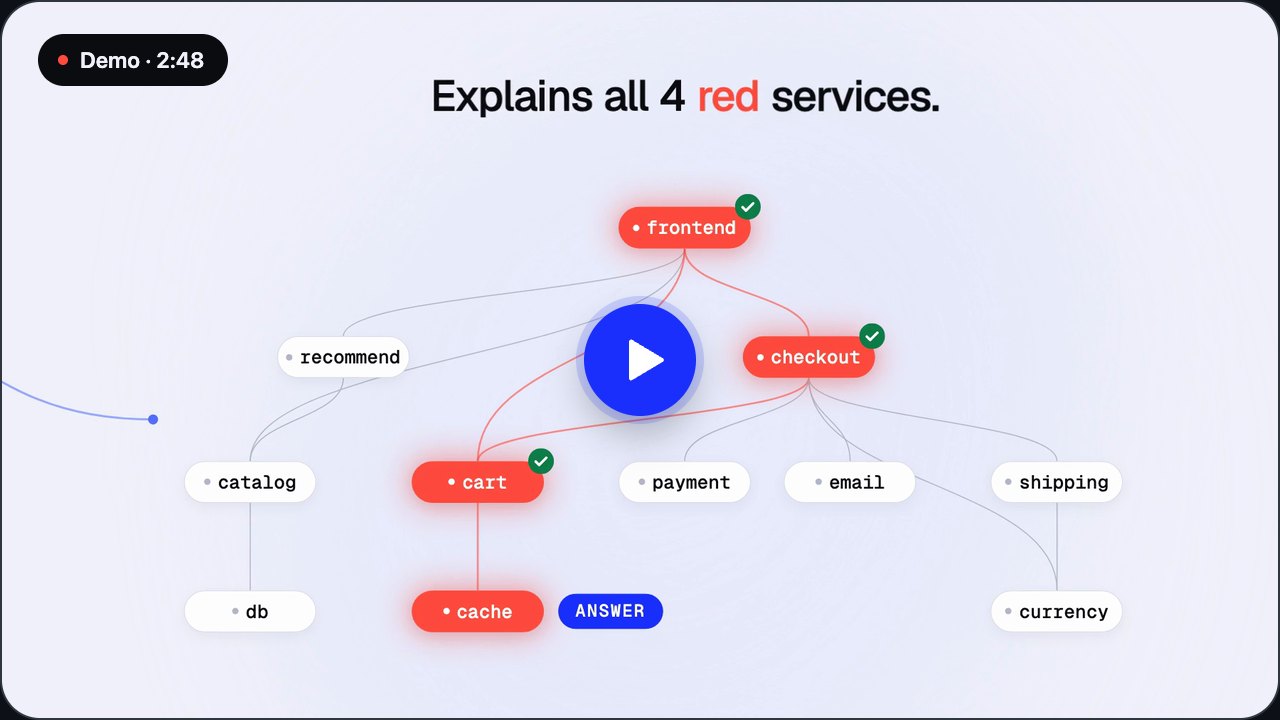 Demo · 2:48
Explains all 4 red services.
frontend
recommend
checkout
catalog
cart
payment
email
shipping
db
cache
ANSWER
currency